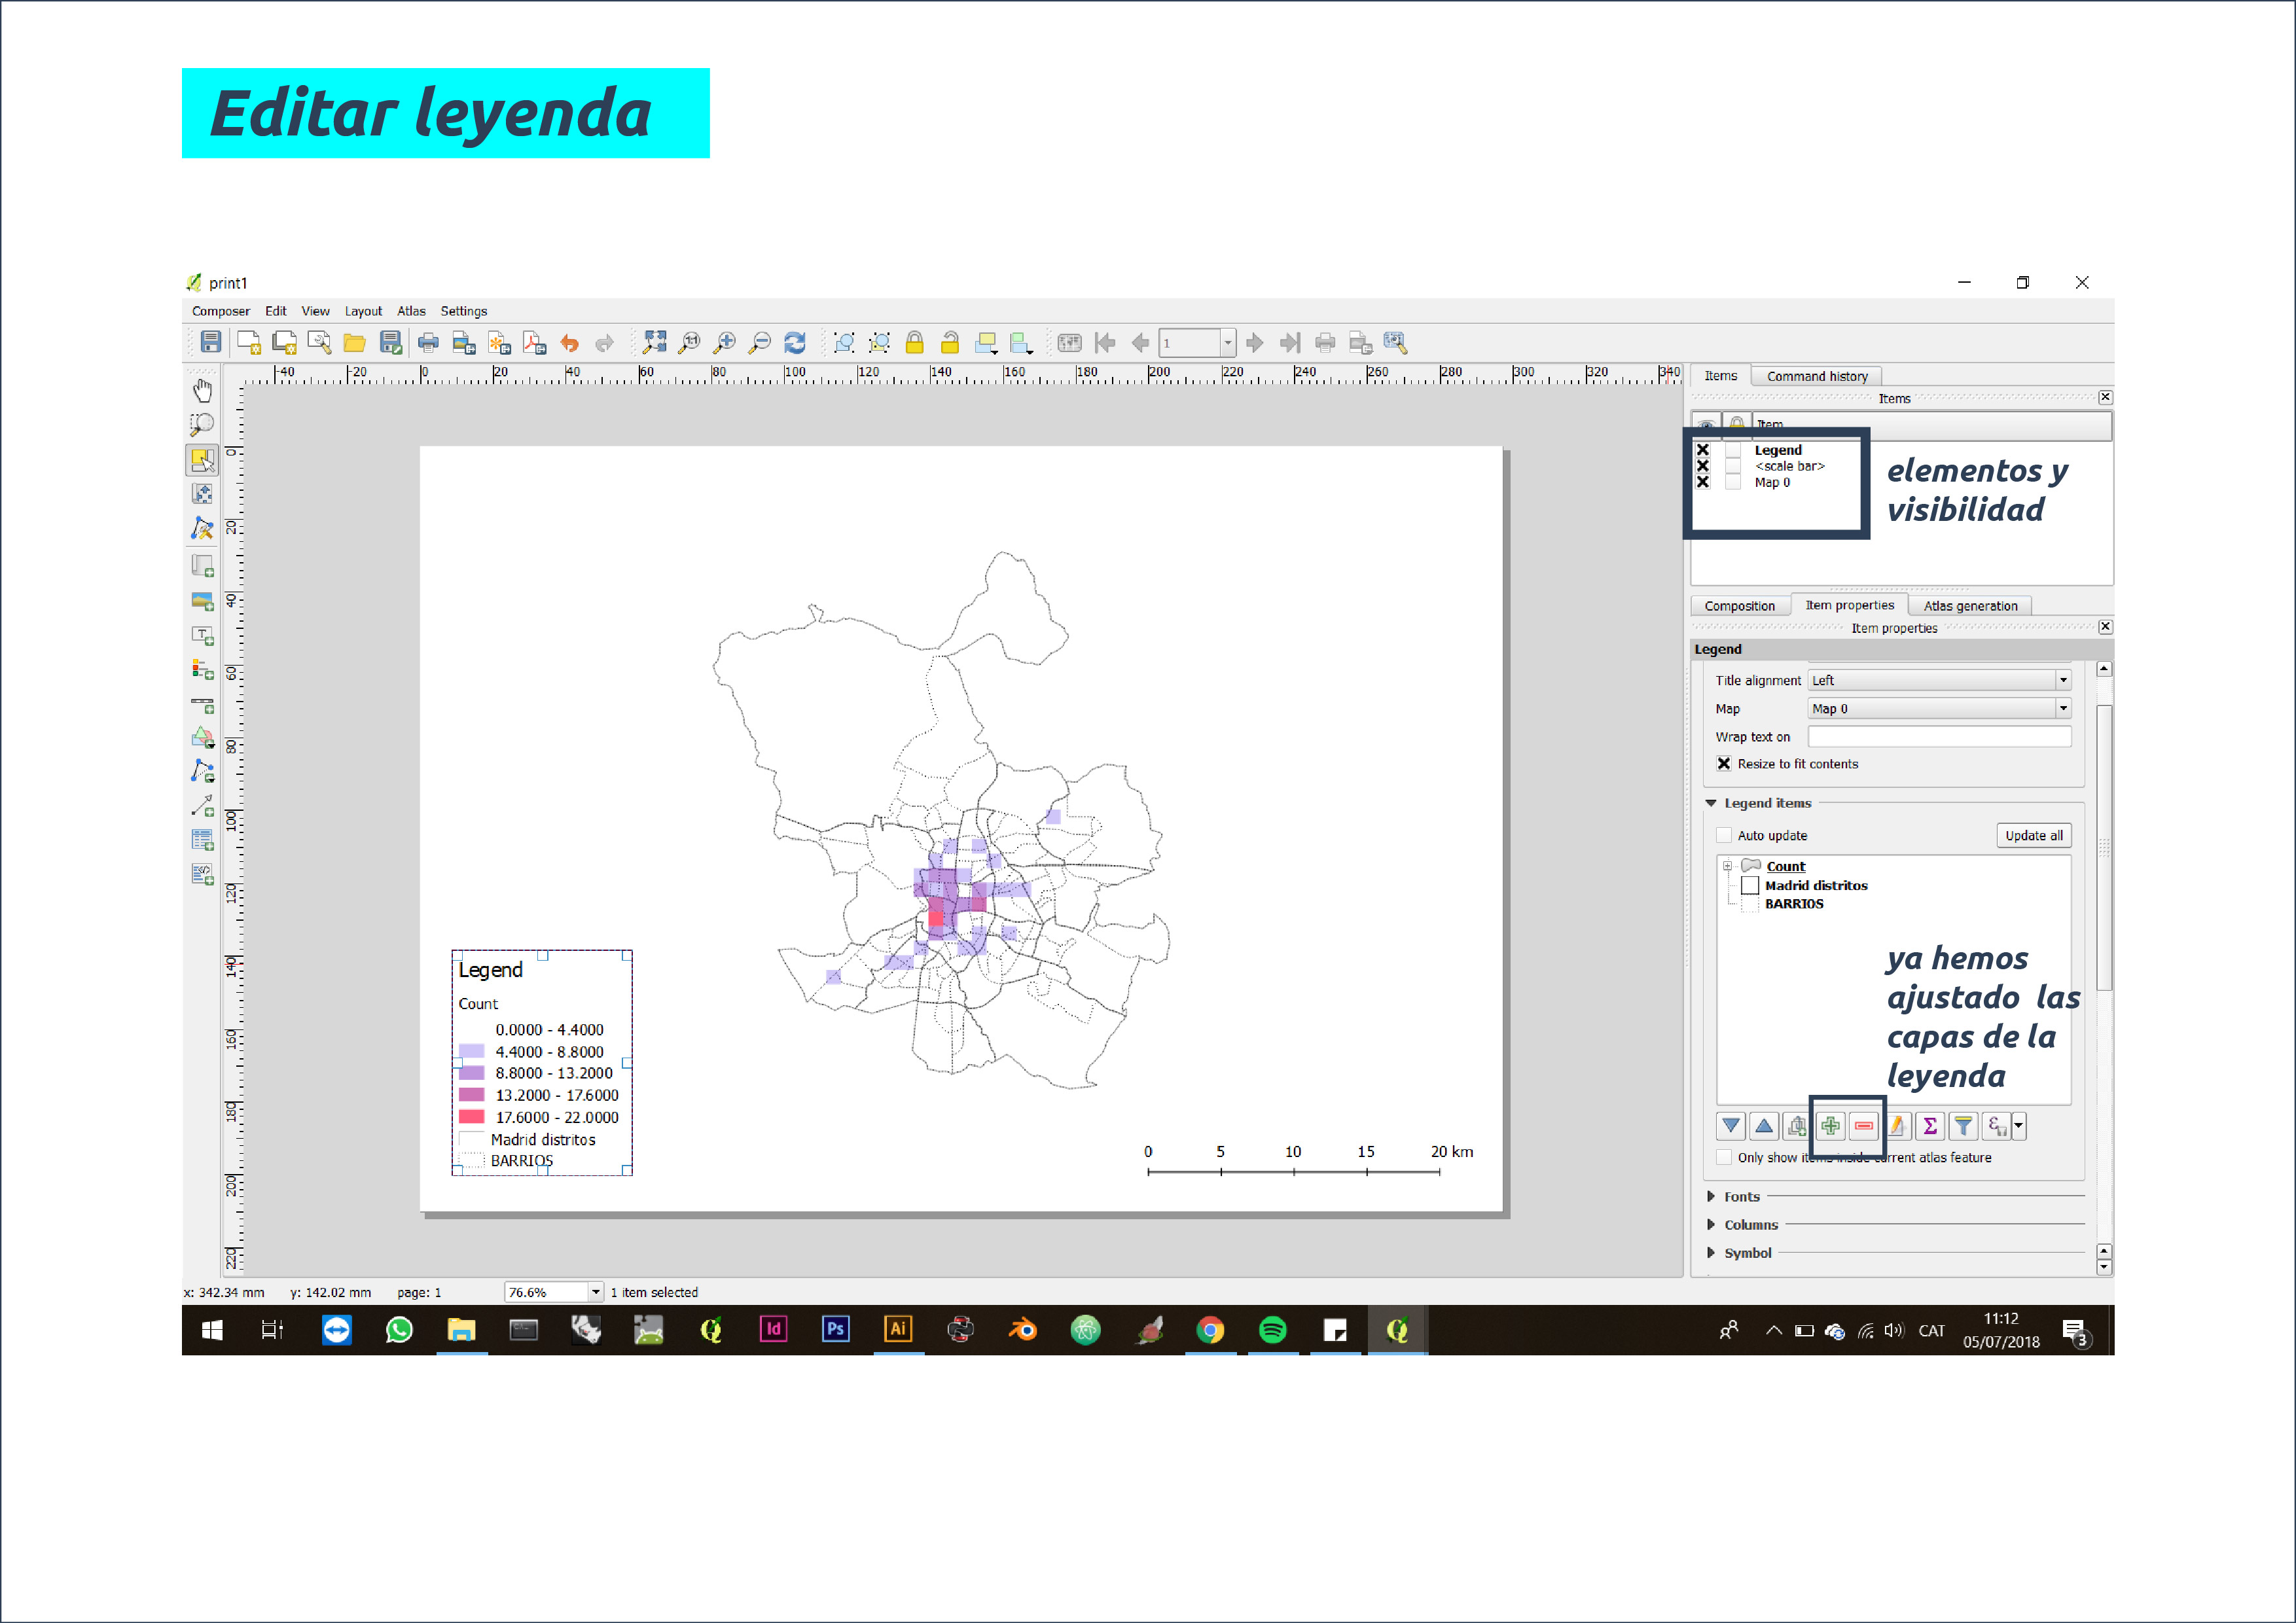 Editar leyenda
print1
Composer Edit View Layout Atlas Settings
1
-40 -20 0 20 40 60 80 100 120 140 160 180 200 220 240 260 280 300 320 340
0
20
40
60
80
100
120
140
160
180
200
220
Items Command history
Items
Item
Legend
<scale bar>
Map 0
elementos y
visibilidad
Composition Item properties Atlas generation
Item properties
Legend
Title alignment Left
Map Map 0
Wrap text on
Resize to fit contents
Legend items
Auto update Update all
Count
Madrid distritos
BARRIOS
ya hemos
ajustado las
capas de la
leyenda
Only show items inside current atlas feature
Fonts
Columns
Symbol
Legend
Count
0.0000 - 4.4000
4.4000 - 8.8000
8.8000 - 13.2000
13.2000 - 17.6000
17.6000 - 22.0000
Madrid distritos
BARRIOS
0 5 10 15 20 km
x: 342.34 mm y: 142.02 mm page: 1 76.6% 1 item selected
Id Ps Ai
CAT
11:12
05/07/2018
3